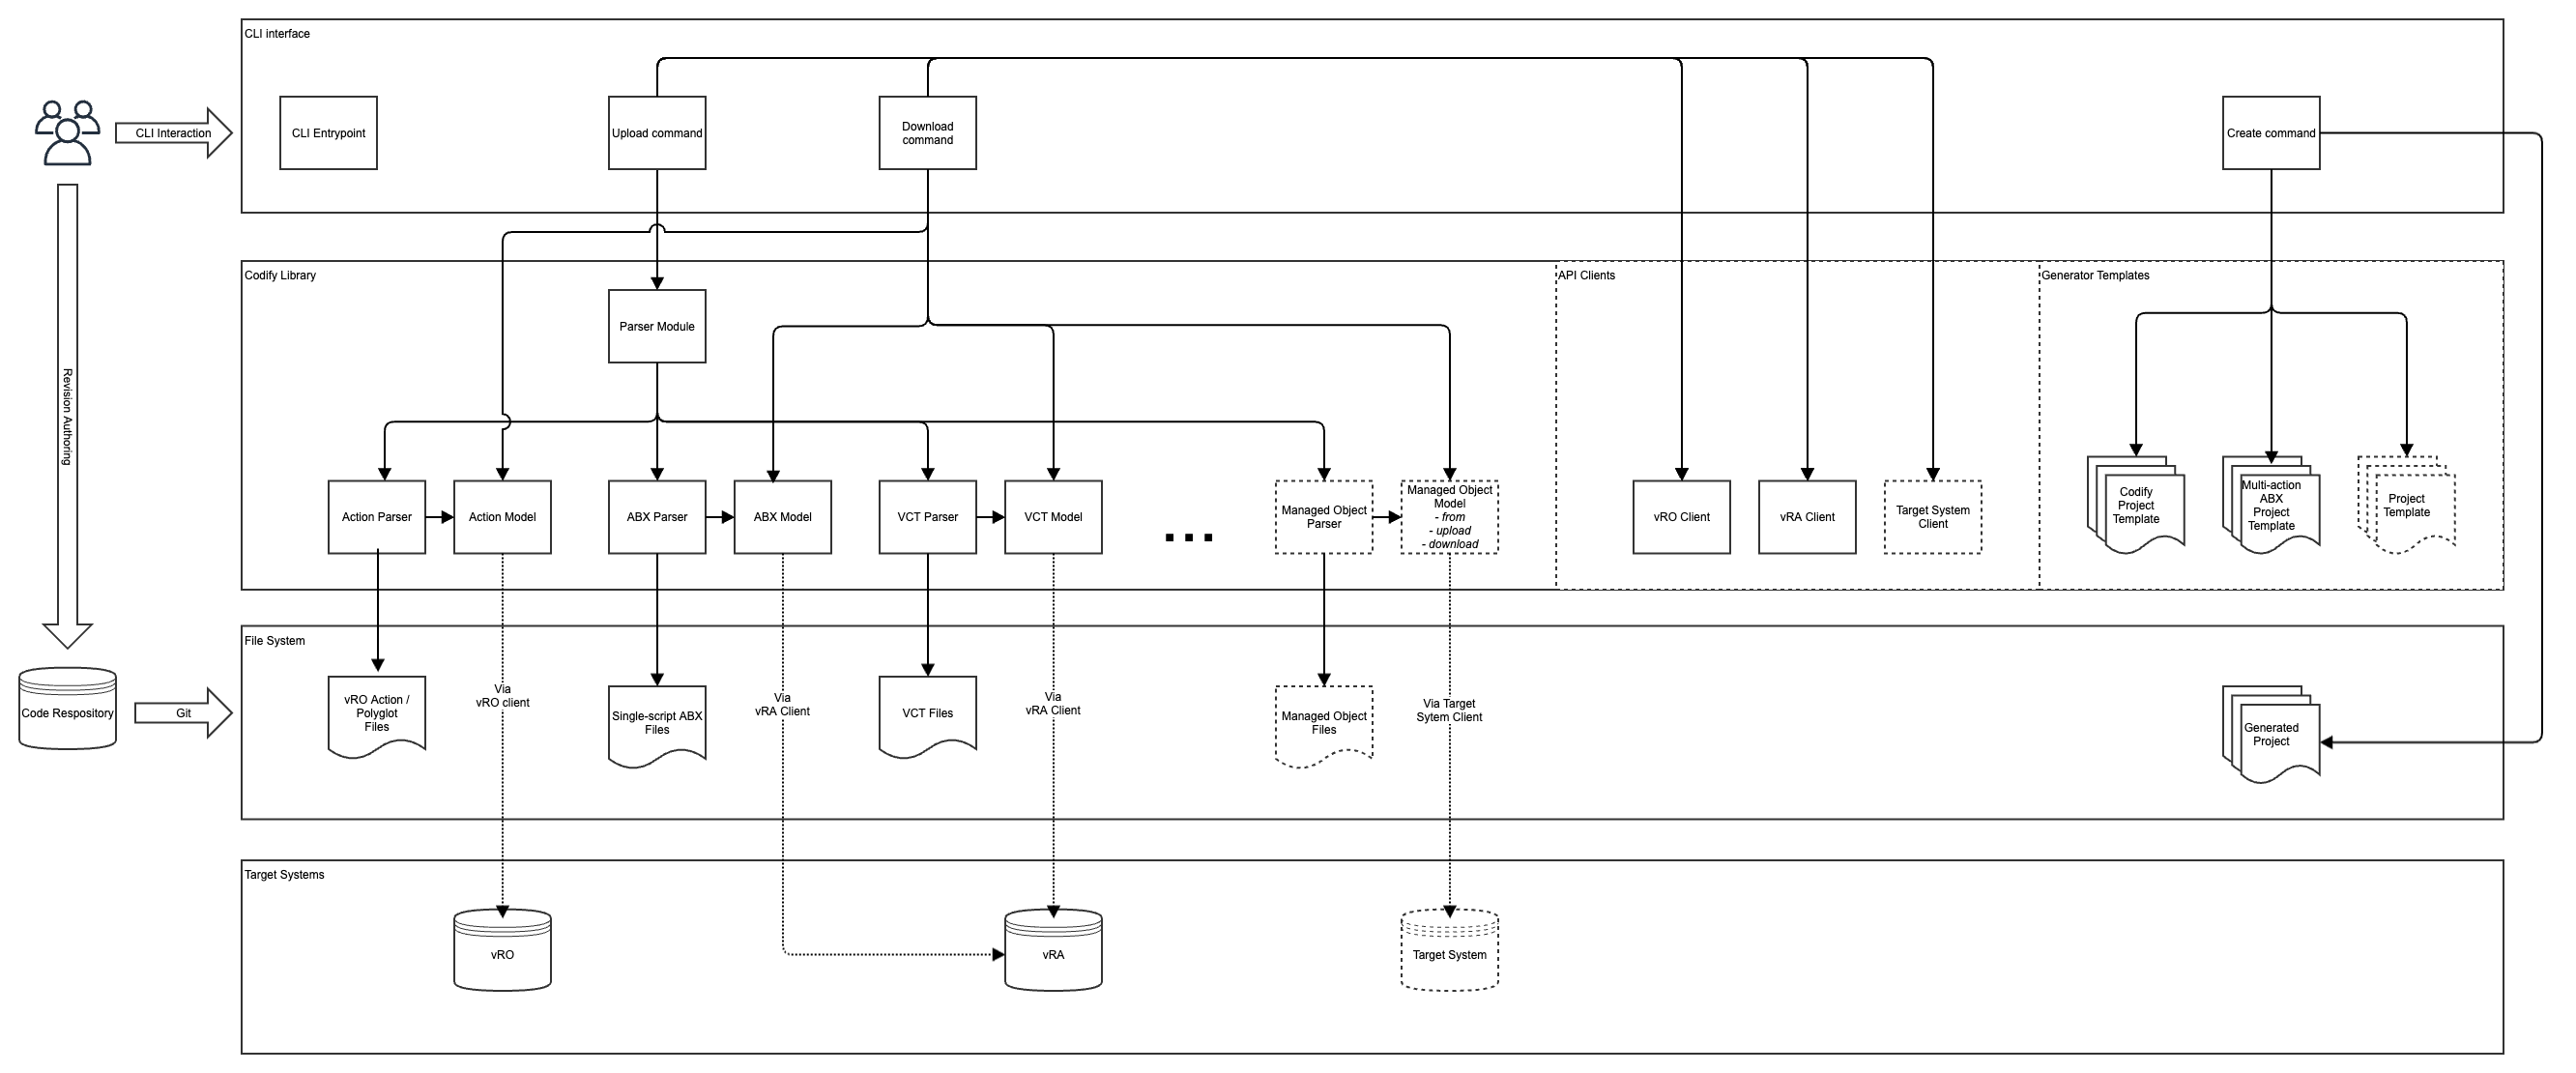 CLI interface
CLI Interaction
CLI Entrypoint
Upload command
Download
command
Create command
Revision Authoring
Codify Library
API Clients
Generator Templates
Parser Module
Action Parser
Action Model
ABX Parser
ABX Model
VCT Parser
VCT Model
...
Managed Object
Parser
Managed Object
Model
- from
- upload
- download
vRO Client
vRA Client
Target System
Client
Codify
Project
Template
Multi-action
ABX
Project
Template
Project
Template
File System
Code Respository
Git
vRO Action /
Polyglot
Files
Via
vRO client
Single-script ABX
Files
Via
vRA Client
VCT Files
Via
vRA Client
Managed Object
Files
Via Target
Sytem Client
Generated
Project
Target Systems
vRO
vRA
Target System